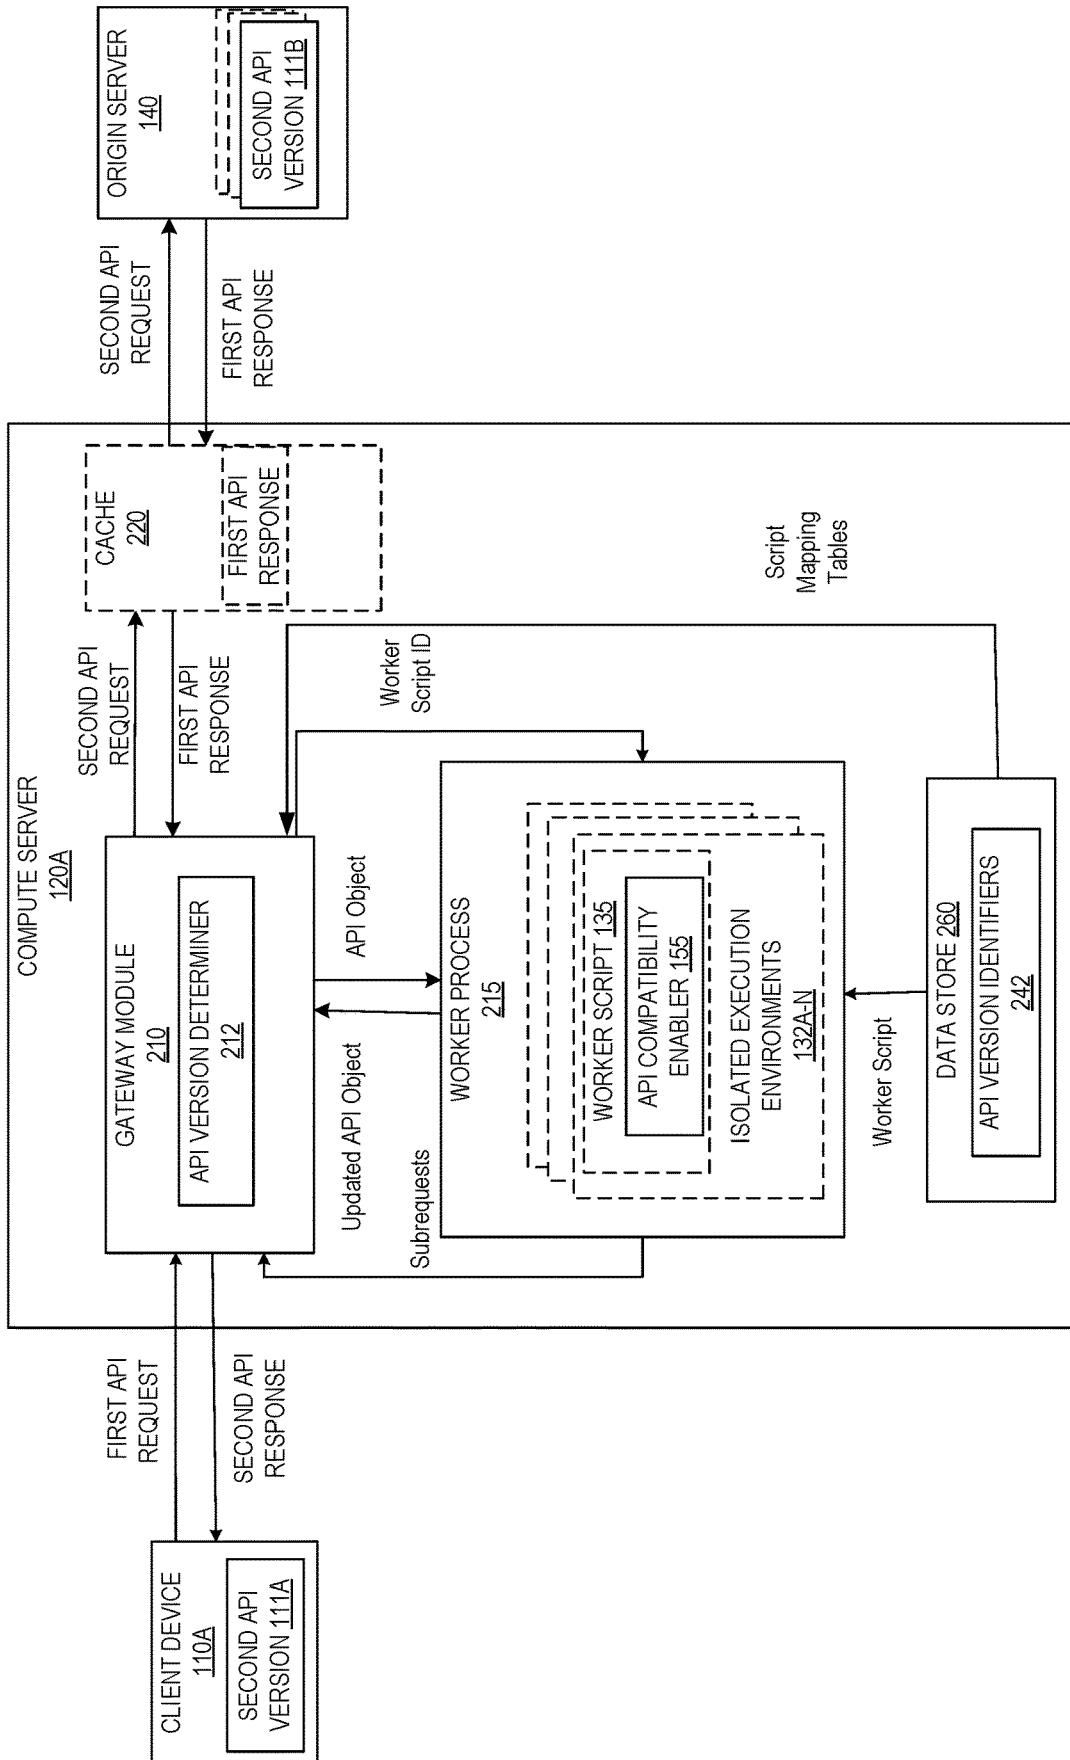 COMPUTE SERVER
120A
CLIENT DEVICE
110A
SECOND API
VERSION 111A
FIRST API
REQUEST
SECOND API
RESPONSE
GATEWAY MODULE
210
API VERSION DETERMINER
212
SECOND API
REQUEST
FIRST API
RESPONSE
CACHE
220
FIRST API
RESPONSE
SECOND API
REQUEST
FIRST API
RESPONSE
ORIGIN SERVER
140
SECOND API
VERSION 111B
Updated API Object
API Object
Subrequests
Worker
Script ID
WORKER PROCESS
215
WORKER SCRIPT 135
API COMPATIBILITY
ENABLER 155
ISOLATED EXECUTION
ENVIRONMENTS
132A-N
Script
Mapping
Tables
Worker Script
DATA STORE 260
API VERSION IDENTIFIERS
242